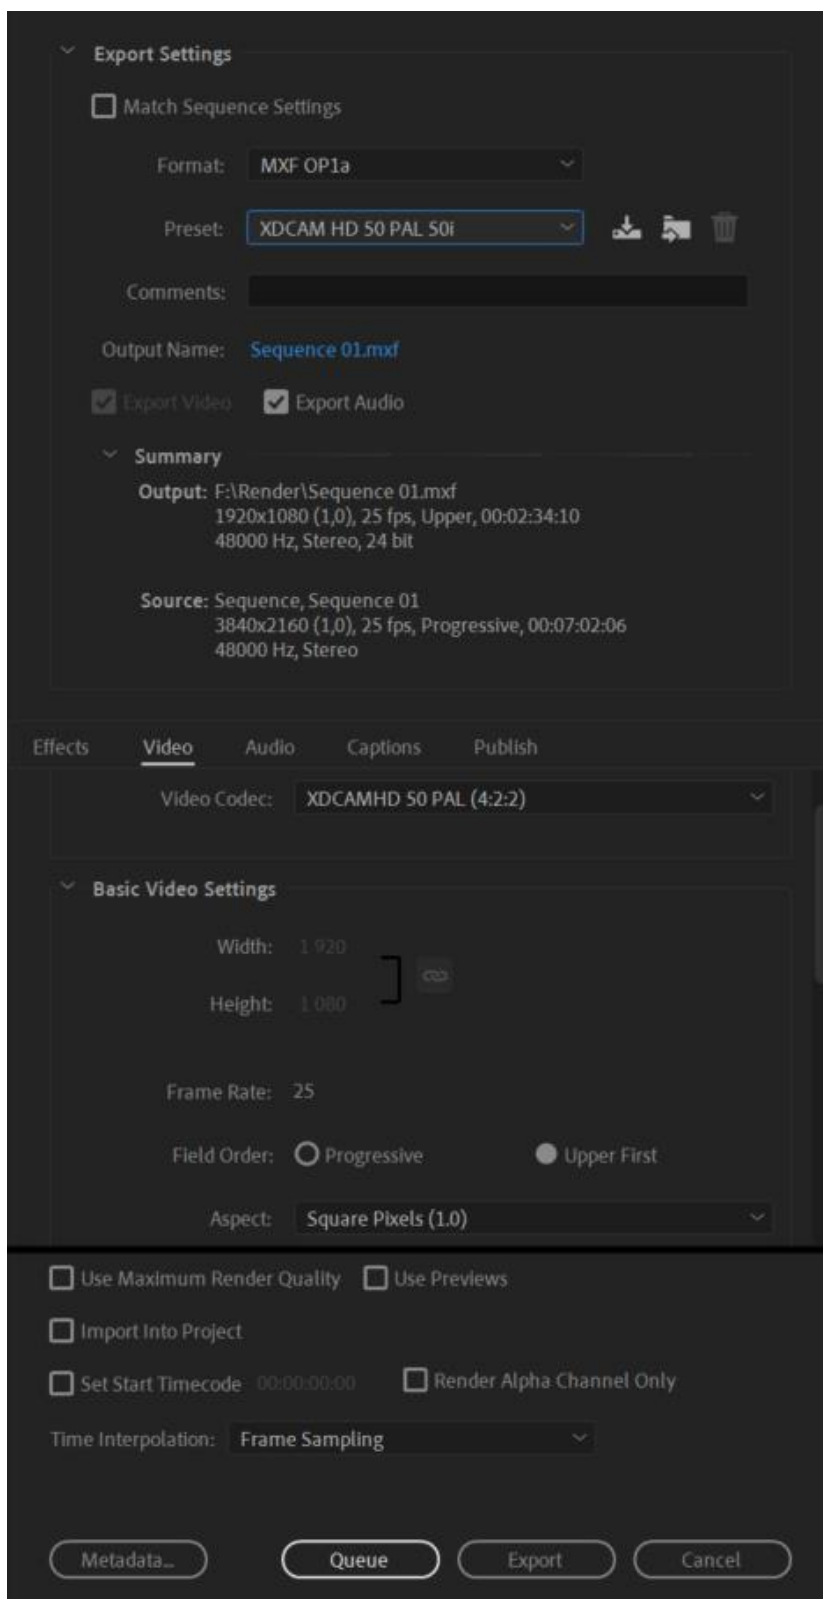 Export Settings
Match Sequence Settings
Format: MXF OP1a
Preset: XDCAM HD 50 PAL 50i
Comments:
Output Name: Sequence 01.mxf
Export Video Export Audio
Summary
Output: F:\Render\Sequence 01.mxf
1920x1080 (1,0), 25 fps, Upper, 00:02:34:10
48000 Hz, Stereo, 24 bit
Source: Sequence, Sequence 01
3840x2160 (1,0), 25 fps, Progressive, 00:07:02:06
48000 Hz, Stereo
Effects Video Audio Captions Publish
Video Codec: XDCAMHD 50 PAL (4:2:2)
Basic Video Settings
Width: 1 920
Height: 1 080
Frame Rate: 25
Field Order: Progressive Upper First
Aspect: Square Pixels (1.0)
Use Maximum Render Quality Use Previews
Import Into Project
Set Start Timecode 00:00:00:00 Render Alpha Channel Only
Time Interpolation: Frame Sampling
Metadata... Queue Export Cancel